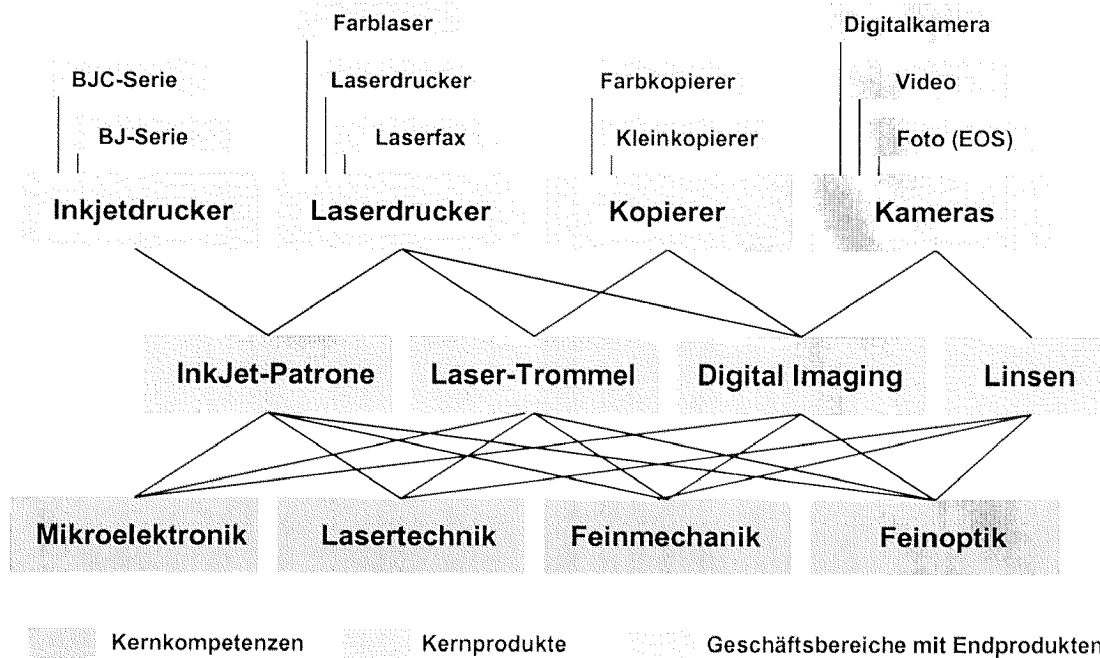 Farblaser
Digitalkamera
BJC-Serie
Laserdrucker
Farbkopierer
Video
BJ-Serie
Laserfax
Kleinkopierer
Foto (EOS)
Inkjetdrucker
Laserdrucker
Kopierer
Kameras
InkJet-Patrone
Laser-Trommel
Digital Imaging
Linsen
Mikroelektronik
Lasertechnik
Feinmechanik
Feinoptik
Kernkompetenzen
Kernprodukte
Geschäftsbereiche mit Endprodukten